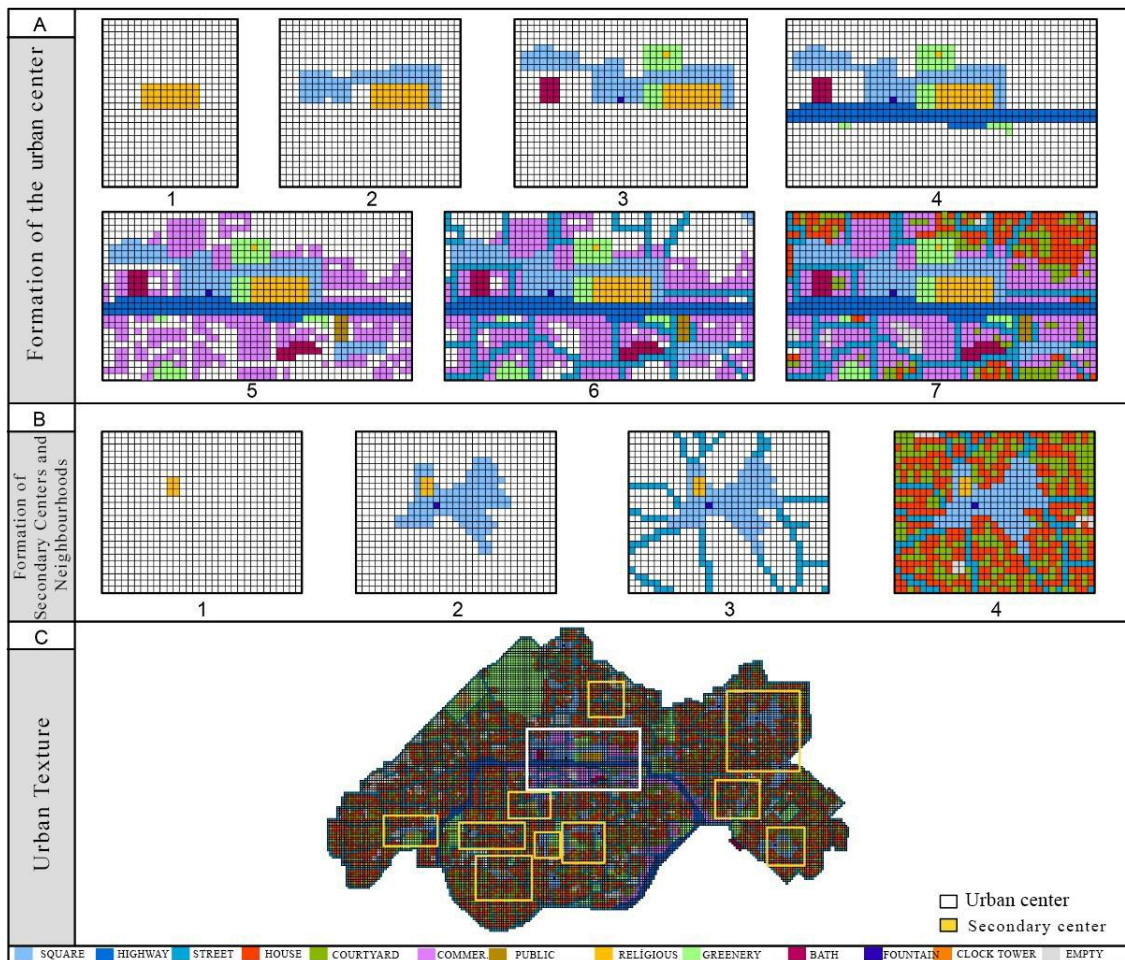 A
Formation of the urban center
1
2
3
4
5
6
7
B
Formation of
Secondary Centers and
Neighbourhoods
1
2
3
4
C
Urban Texture
Urban center
Secondary center
SQUARE HIGHWAY STREET HOUSE COURTYARD COMMER. PUBLIC RELİGIOUS GREENERY BATH FOUNTAIN CLOCK TOWER EMPTY